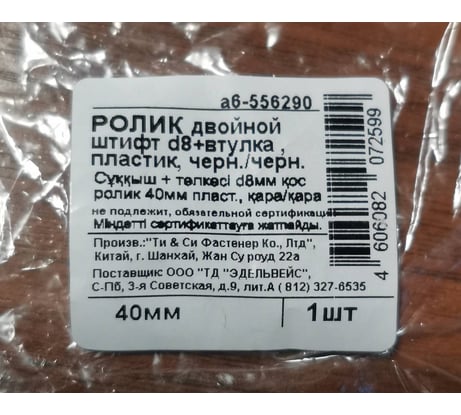 а6-556290
РОЛИК двойной
штифт d8+втулка ,
пластик, черн./черн.
Сұққыш + төлкесі d8мм қос
ролик 40мм пласт., қара/қара
не подлежит, обязательной сертификации
Міндетті сертификаттауға жатпайды.
Произв.:"Ти & Си Фастенер Ко., Лтд",
Китай, г. Шанхай, Жан Су роуд 22а
Поставщик: ООО "ТД "ЭДЕЛЬВЕЙС",
С-Пб, 3-я Советская, д.9, лит.А ( 812) 327-6535
40мм 1шт
4 606082 072599